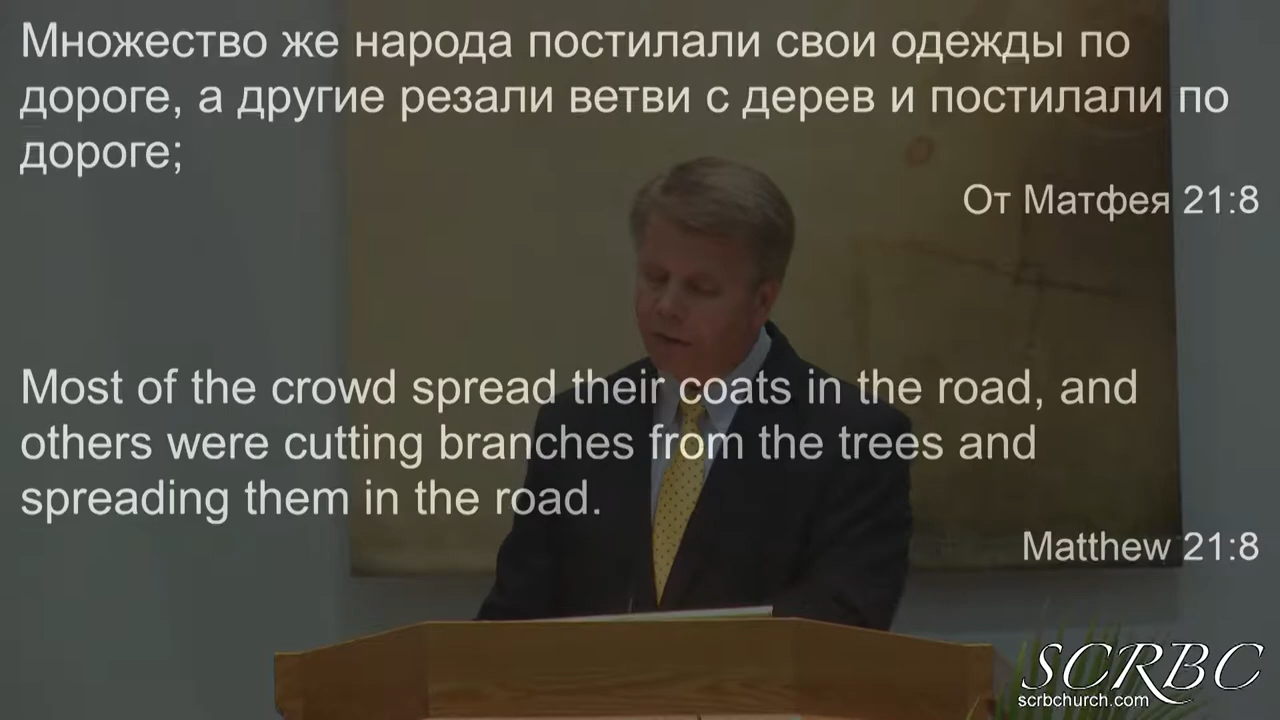 Множество же народа постилали свои одежды по
дороге, а другие резали ветви с дерев и постилали по
дороге;
От Матфея 21:8
Most of the crowd spread their coats in the road, and
others were cutting branches from the trees and
spreading them in the road.
Matthew 21:8
SCRBC
scrbchurch.com